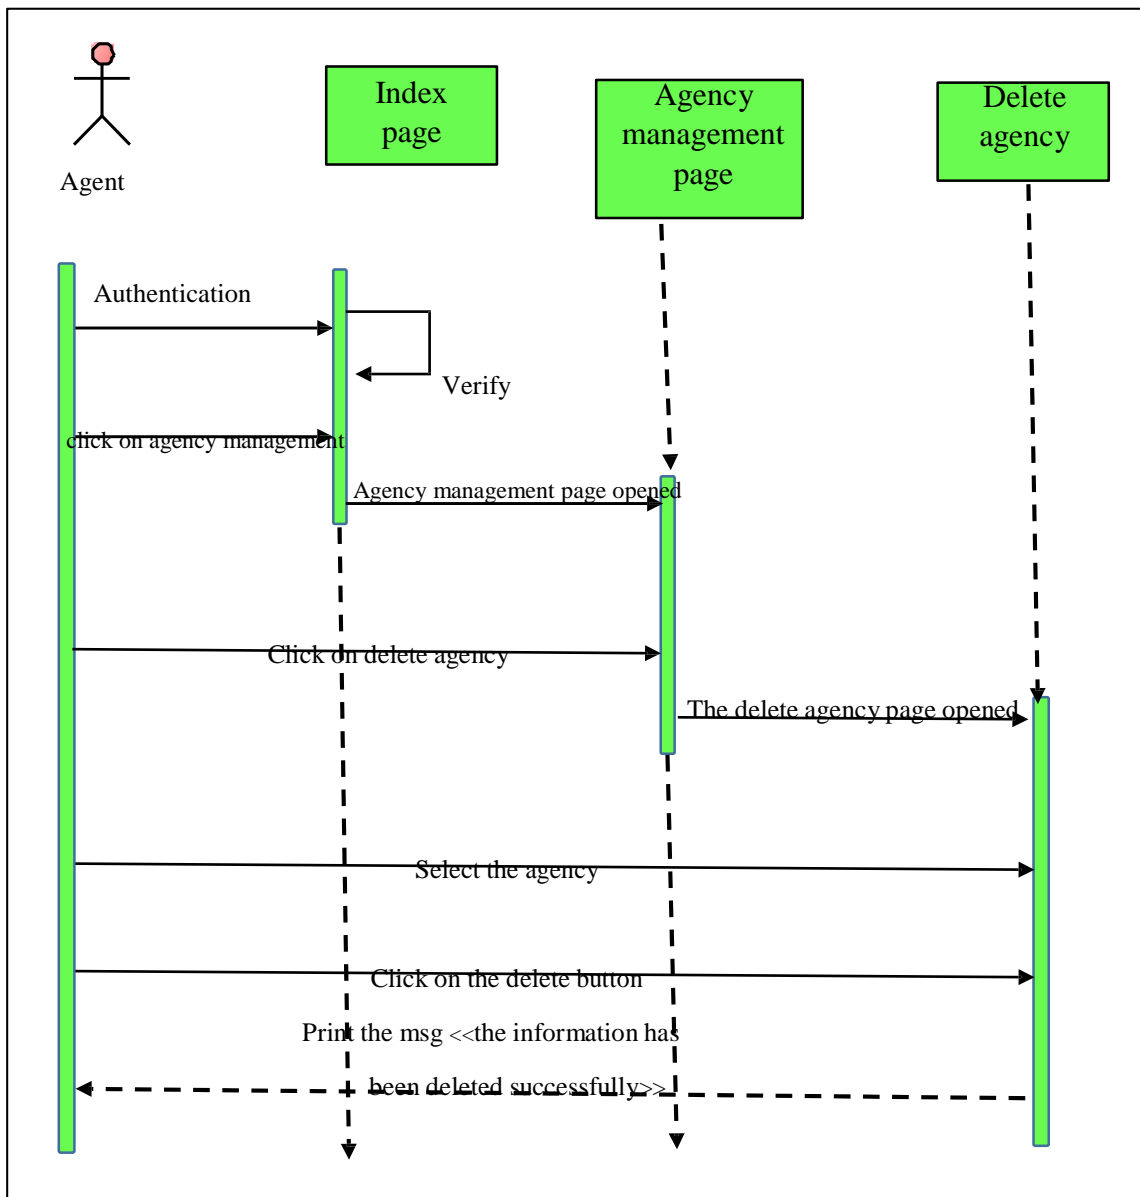 Index
page
Agency
management
page
Delete
agency
Agent
Authentication
Verify
click on agency management
Agency management page opened
Click on delete agency
The delete agency page opened
Select the agency
Click on the delete button
Print the msg <<the information has
been deleted successfully>>